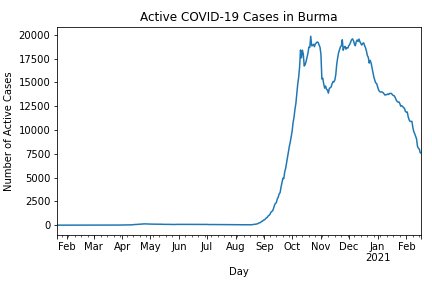 Active COVID-19 Cases in Burma
Number of Active Cases
20000
17500
15000
12500
10000
7500
5000
2500
0
Feb Mar Apr May Jun Jul Aug Sep Oct Nov Dec Jan Feb
2021
Day